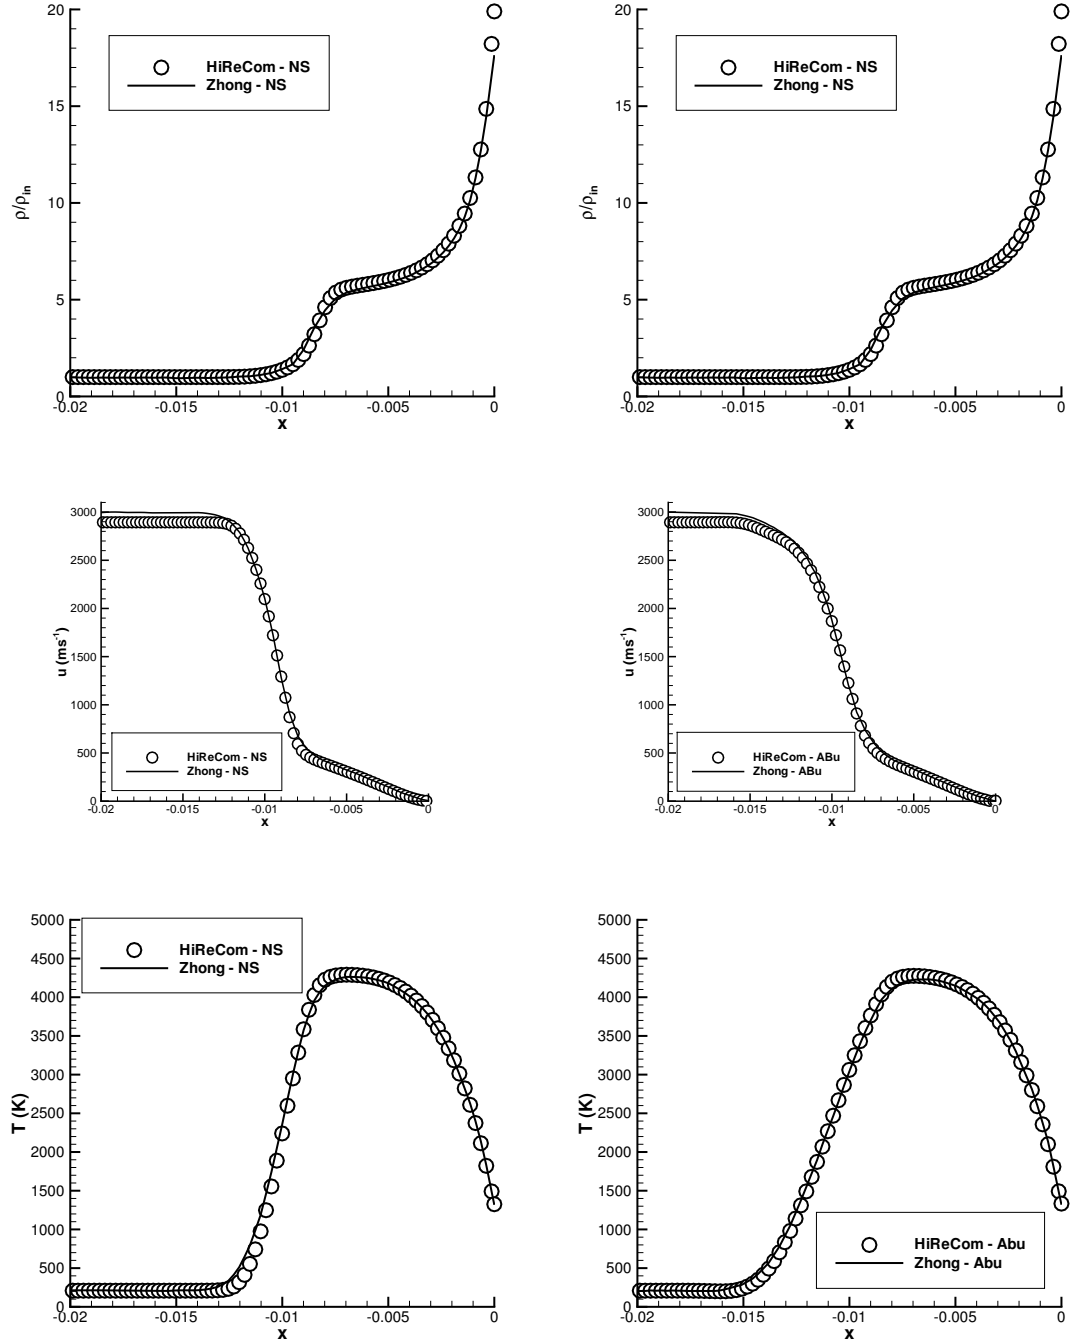 20
15
10
5
0
ρ/ρin
HiReCom - NS
Zhong - NS
-0.02 -0.015 -0.01 -0.005 0
x
20
15
10
5
0
ρ/ρin
HiReCom - NS
Zhong - NS
-0.02 -0.015 -0.01 -0.005 0
x
3000
2500
2000
1500
1000
500
0
u (ms-1)
HiReCom - NS
Zhong - NS
-0.02 -0.015 -0.01 -0.005 0
x
3000
2500
2000
1500
1000
500
0
u (ms-1)
HiReCom - ABu
Zhong - ABu
-0.02 -0.015 -0.01 -0.005 0
x
5000
4500
4000
3500
3000
2500
2000
1500
1000
500
0
T (K)
HiReCom - NS
Zhong - NS
-0.02 -0.015 -0.01 -0.005 0
x
5000
4500
4000
3500
3000
2500
2000
1500
1000
500
0
T (K)
HiReCom - Abu
Zhong - Abu
-0.02 -0.015 -0.01 -0.005 0
x